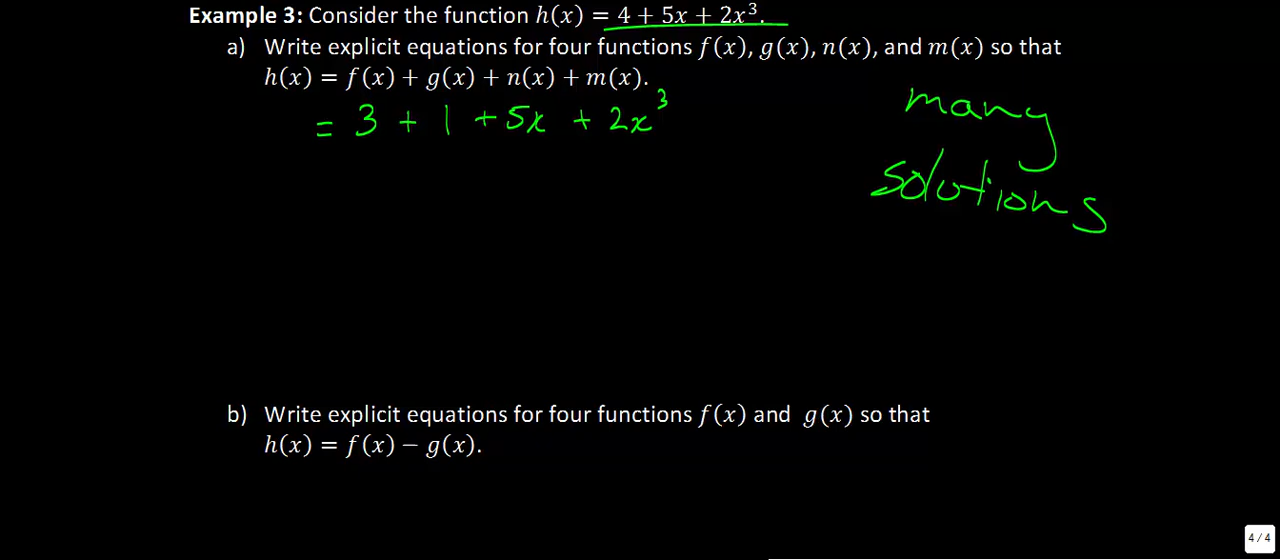 Example 3: Consider the function h(x) = 4 + 5x + 2x³.
a) Write explicit equations for four functions f(x), g(x), n(x), and m(x) so that
h(x) = f(x) + g(x) + n(x) + m(x).
= 3 + 1 + 5x + 2x³
many
solutions
b) Write explicit equations for four functions f(x) and g(x) so that
h(x) = f(x) − g(x).
4 / 4